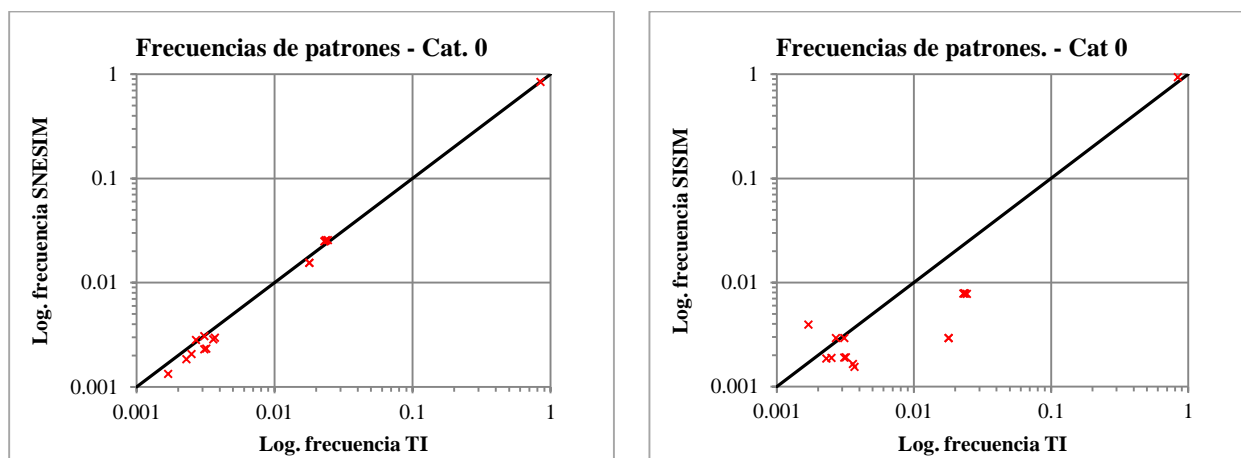 Frecuencias de patrones - Cat. 0
Log. frecuencia SNESIM
1
0.1
0.01
0.001
0.001 0.01 0.1 1
Log. frecuencia TI
Frecuencias de patrones. - Cat 0
Log. frecuencia SISIM
1
0.1
0.01
0.001
0.001 0.01 0.1 1
Log. frecuencia TI